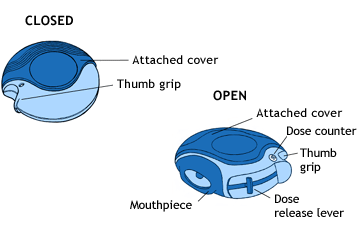 CLOSED
Attached cover
Thumb grip
OPEN
Attached cover
Dose counter
Thumb
grip
Mouthpiece
Dose
release lever